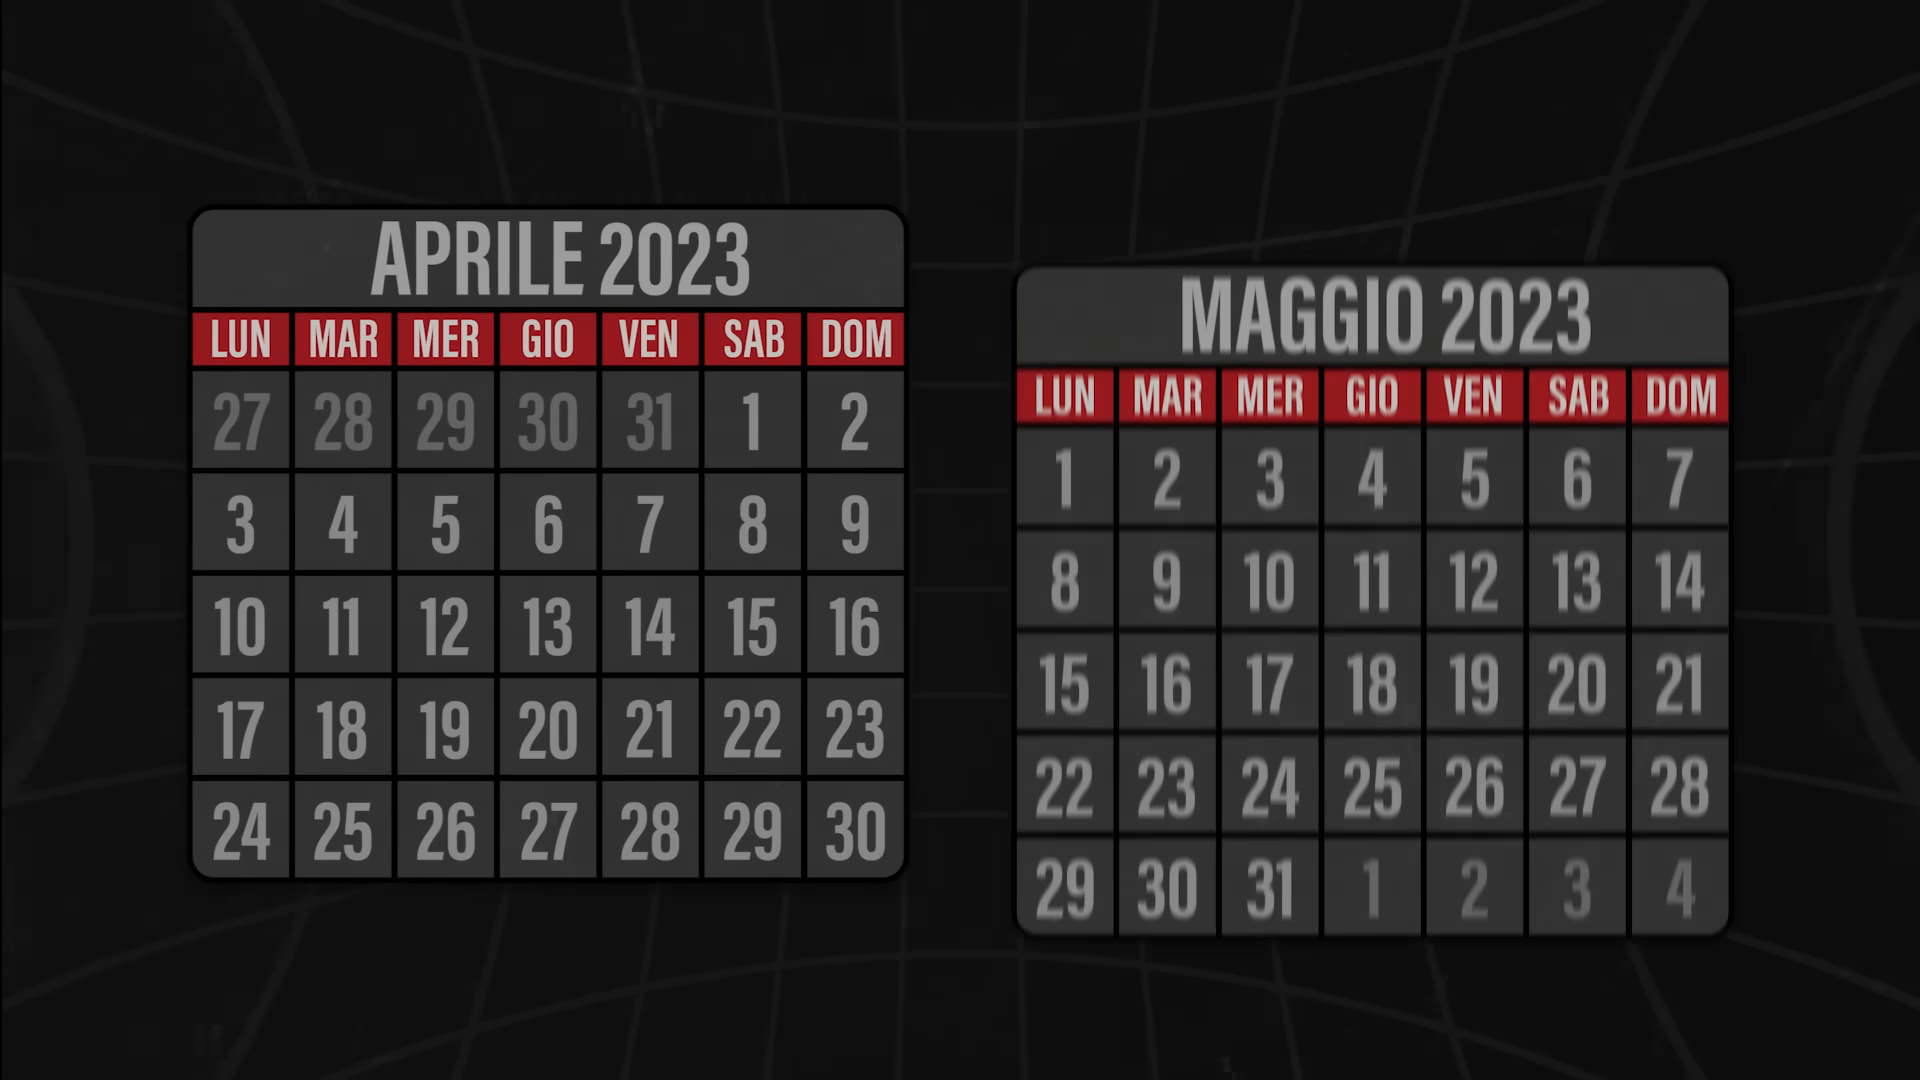 APRILE 2023
LUN MAR MER GIO VEN SAB DOM
27 28 29 30 31 1 2
3 4 5 6 7 8 9
10 11 12 13 14 15 16
17 18 19 20 21 22 23
24 25 26 27 28 29 30
MAGGIO 2023
LUN MAR MER GIO VEN SAB DOM
1 2 3 4 5 6 7
8 9 10 11 12 13 14
15 16 17 18 19 20 21
22 23 24 25 26 27 28
29 30 31 1 2 3 4